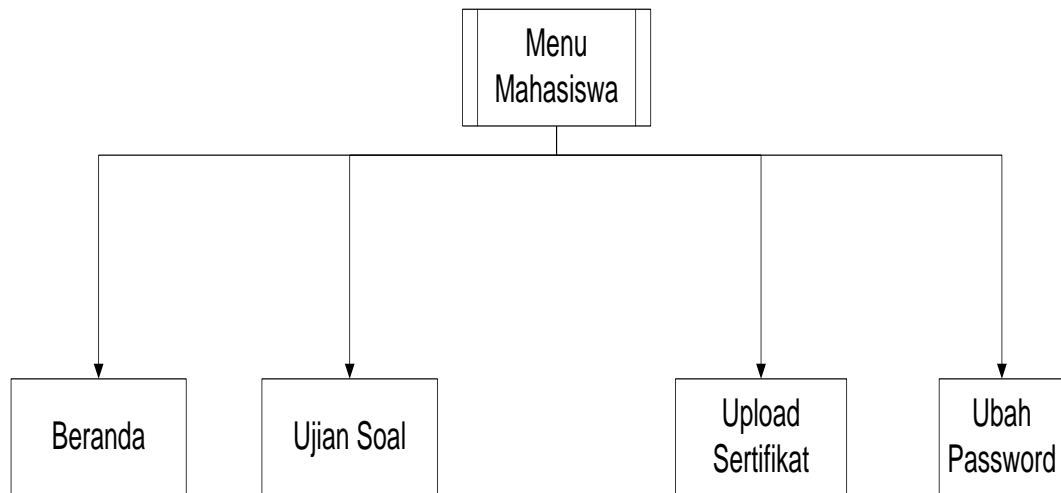 Menu
Mahasiswa
Beranda
Ujian Soal
Upload
Sertifikat
Ubah
Password